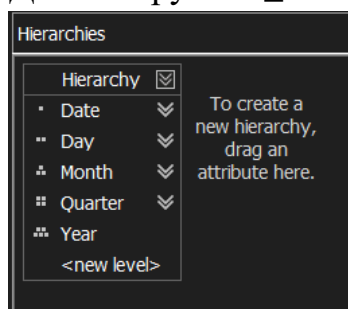 Hierarchies
Hierarchy
Date
Day
Month
Quarter
Year
<new level>
To create a
new hierarchy,
drag an
attribute here.